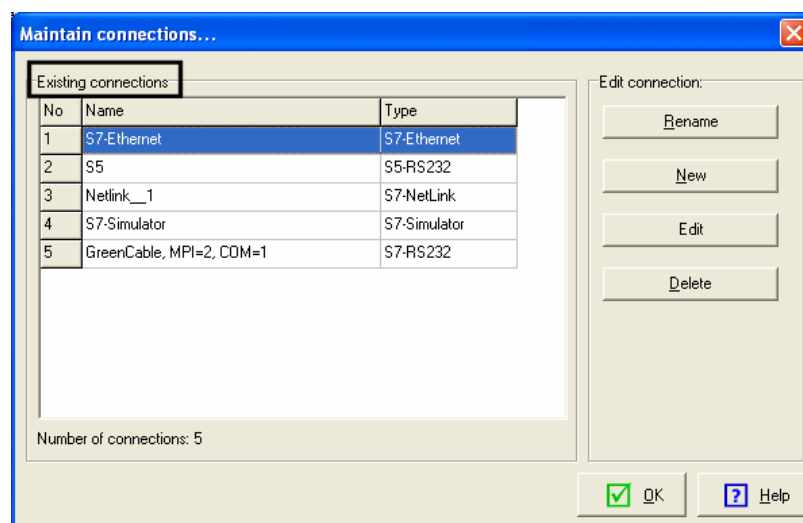 Maintain connections...
Existing connections
No Name Type
1 S7-Ethernet S7-Ethernet
2 S5 S5-RS232
3 Netlink__1 S7-NetLink
4 S7-Simulator S7-Simulator
5 GreenCable, MPI=2, COM=1 S7-RS232
Number of connections: 5
Edit connection:
Rename
New
Edit
Delete
OK
? Help